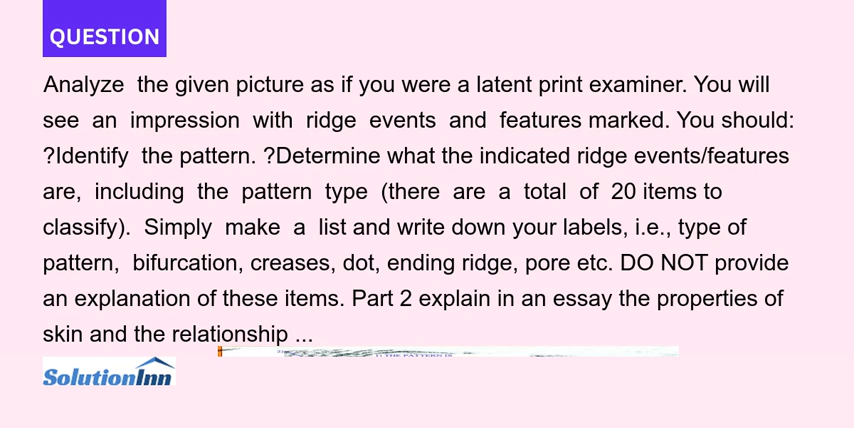 QUESTION
Analyze the given picture as if you were a latent print examiner. You will
see an impression with ridge events and features marked. You should:
?Identify the pattern. ?Determine what the indicated ridge events/features
are, including the pattern type (there are a total of 20 items to
classify). Simply make a list and write down your labels, i.e., type of
pattern, bifurcation, creases, dot, ending ridge, pore etc. DO NOT provide
an explanation of these items. Part 2 explain in an essay the properties of
skin and the relationship ...
THE PATTERN IS
SolutionInn